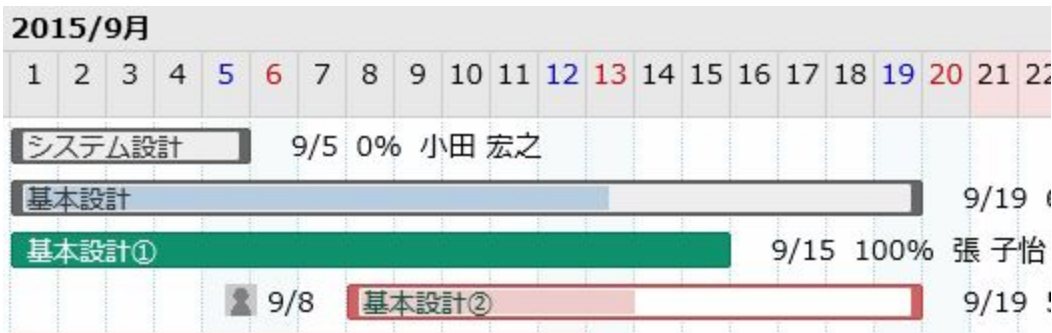 2015/9月
1 2 3 4 5 6 7 8 9 10 11 12 13 14 15 16 17 18 19 20 21 22
システム設計 9/5 0% 小田 宏之
基本設計 9/19
基本設計① 9/15 100% 張 子怡
9/8 基本設計② 9/19